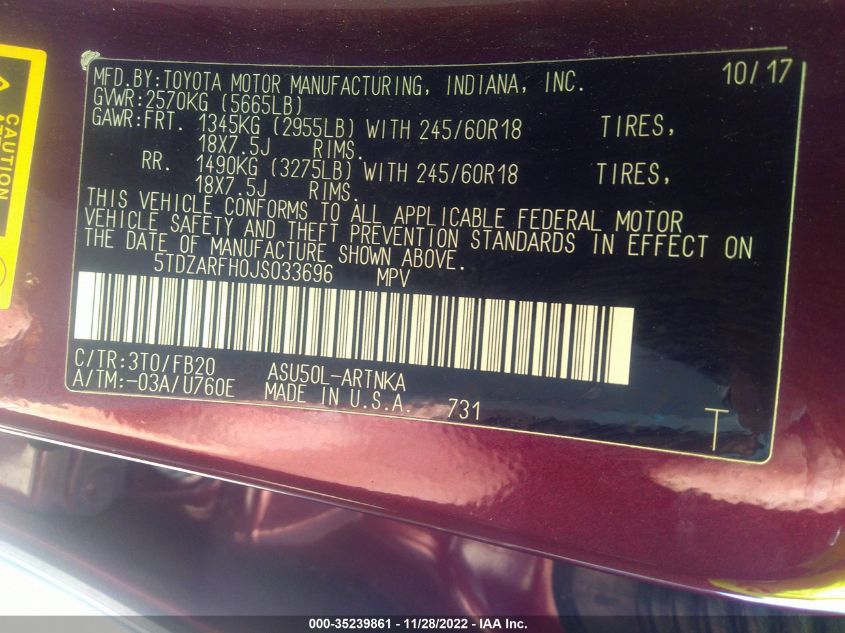 MFD.BY:TOYOTA MOTOR MANUFACTURING, INDIANA, INC. 10/17
GVWR:2570KG (5665LB)
GAWR:FRT. 1345KG (2955LB) WITH 245/60R18 TIRES,
18X7.5J RIMS.
RR. 1490KG (3275LB) WITH 245/60R18 TIRES,
18X7.5J RIMS.
THIS VEHICLE CONFORMS TO ALL APPLICABLE FEDERAL MOTOR
VEHICLE SAFETY AND THEFT PREVENTION STANDARDS IN EFFECT ON
THE DATE OF MANUFACTURE SHOWN ABOVE.
5TDZARFH0JS033696 MPV
C/TR:3T0/FB20 ASU50L-ARTNKA
A/TM:-03A/U760E MADE IN U.S.A. 731
T
CAUTION
000-35239861 - 11/28/2022 - IAA Inc.